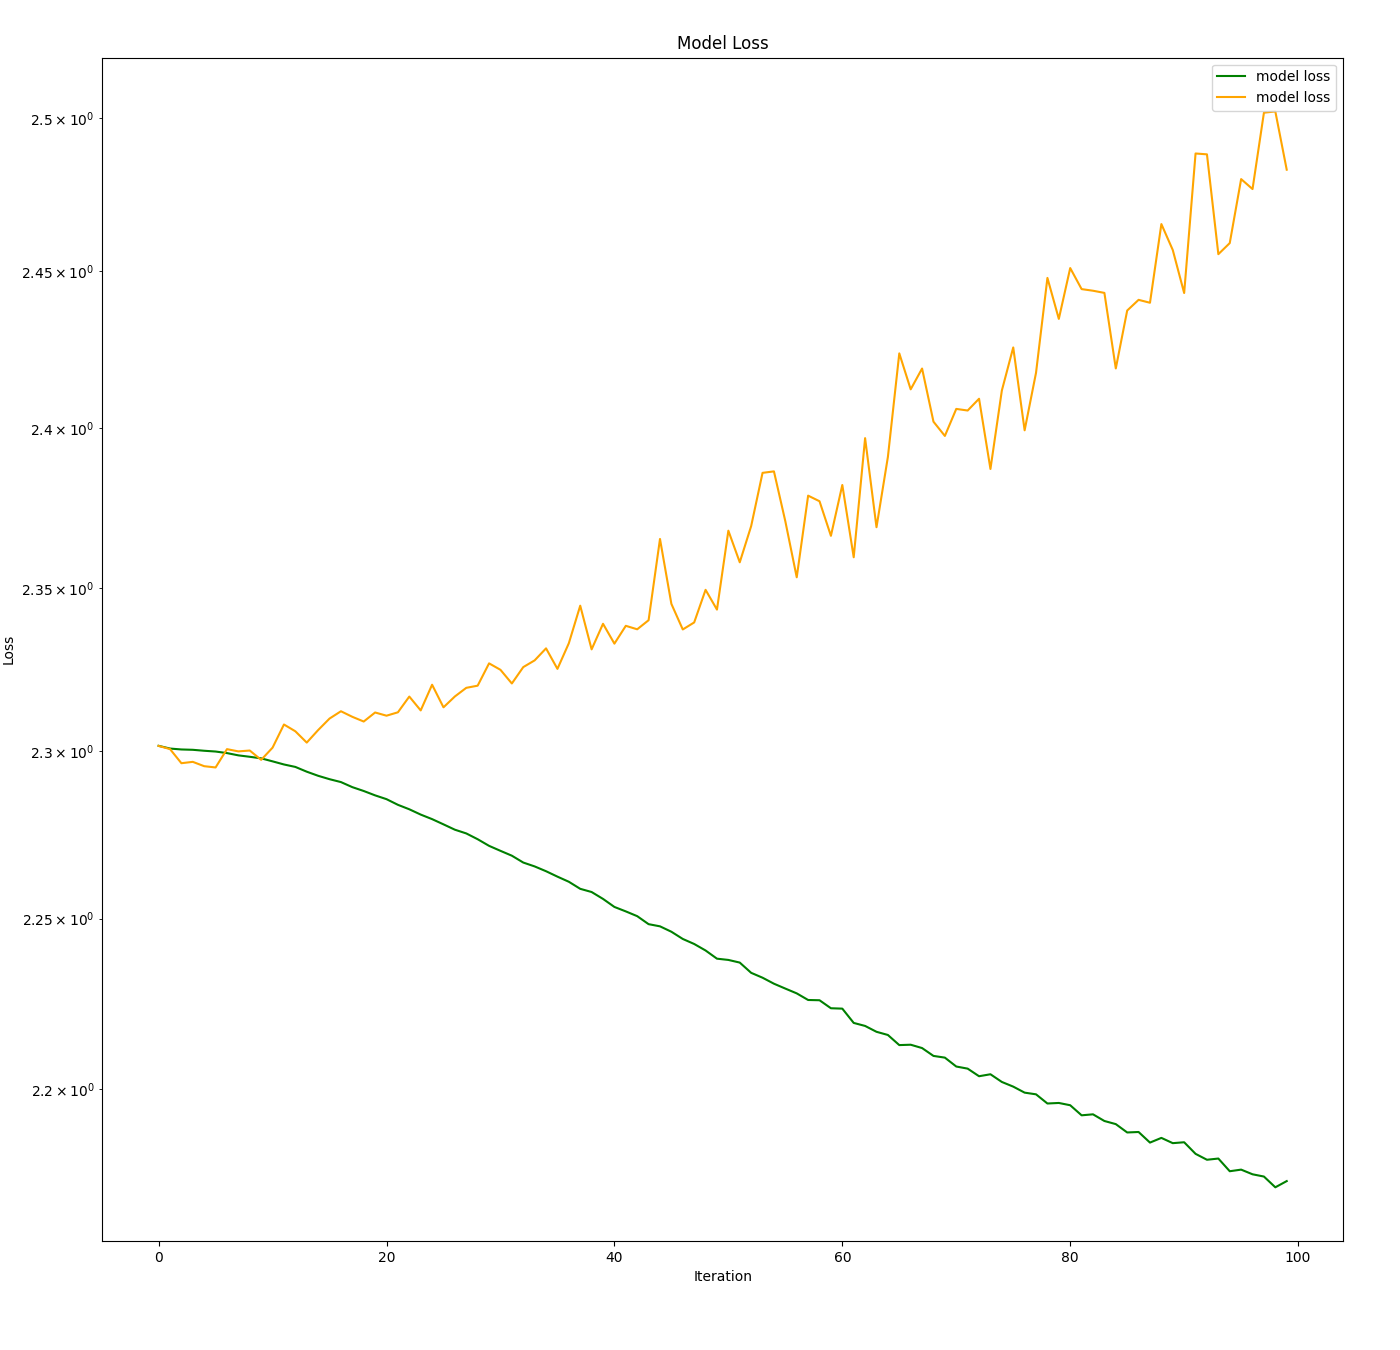 Model Loss
model loss
model loss
2.5 × 10⁰
2.45 × 10⁰
2.4 × 10⁰
2.35 × 10⁰
2.3 × 10⁰
2.25 × 10⁰
2.2 × 10⁰
Loss
0 20 40 60 80 100
Iteration